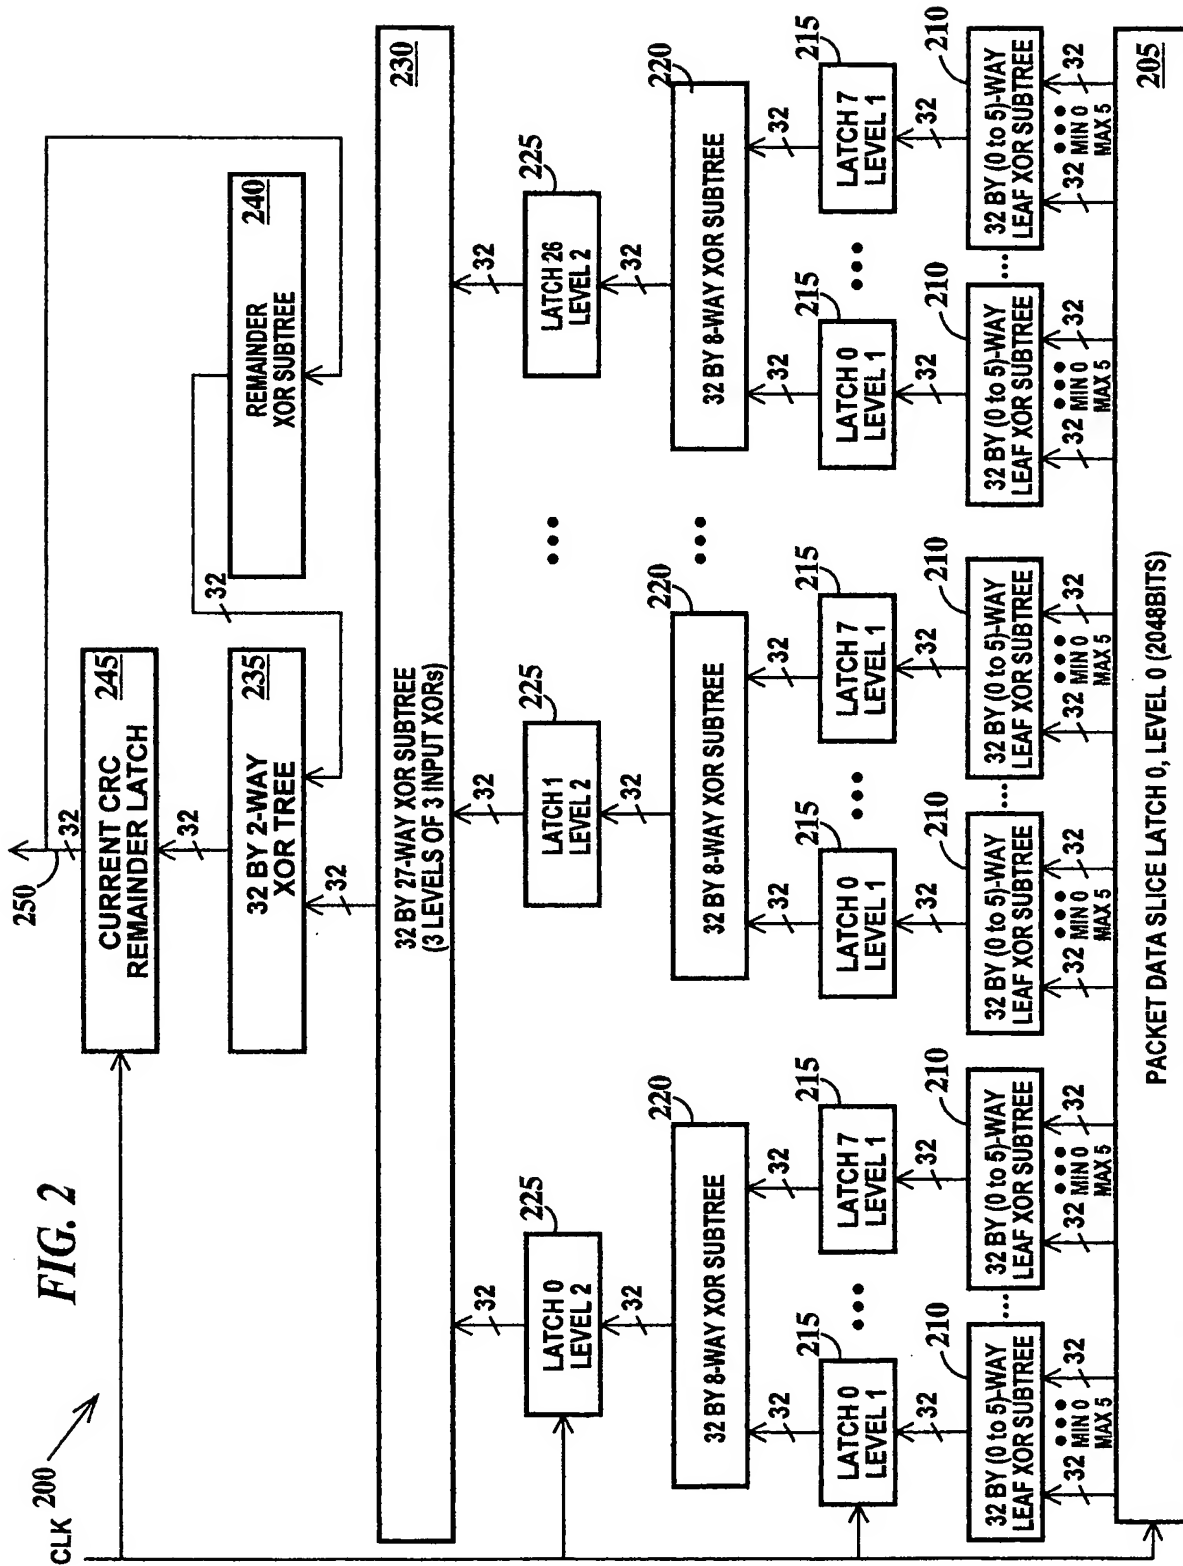 FIG. 2
CLK 200
250
32
CURRENT CRC
REMAINDER LATCH
245
32
32 BY 2-WAY
XOR TREE
235
32
REMAINDER
XOR SUBTREE
240
32
32 BY 27-WAY XOR SUBTREE
(3 LEVELS OF 3 INPUT XORs)
230
32
32
32
LATCH 0
LEVEL 2
225
LATCH 1
LEVEL 2
225
•••
LATCH 26
LEVEL 2
225
32
32
32
32 BY 8-WAY XOR SUBTREE
220
32 BY 8-WAY XOR SUBTREE
220
•••
32 BY 8-WAY XOR SUBTREE
220
32
32
32
32
32
32
LATCH 0
LEVEL 1
215
•••
LATCH 7
LEVEL 1
215
LATCH 0
LEVEL 1
215
•••
LATCH 7
LEVEL 1
215
LATCH 0
LEVEL 1
215
•••
LATCH 7
LEVEL 1
215
32
32
32
32
32
32
210
32 BY (0 to 5)-WAY
LEAF XOR SUBTREE
•••
210
32 BY (0 to 5)-WAY
LEAF XOR SUBTREE
210
32 BY (0 to 5)-WAY
LEAF XOR SUBTREE
•••
210
32 BY (0 to 5)-WAY
LEAF XOR SUBTREE
210
32 BY (0 to 5)-WAY
LEAF XOR SUBTREE
•••
210
32 BY (0 to 5)-WAY
LEAF XOR SUBTREE
32 ••• 32
MIN 0
MAX 5
32 ••• 32
MIN 0
MAX 5
32 ••• 32
MIN 0
MAX 5
32 ••• 32
MIN 0
MAX 5
32 ••• 32
MIN 0
MAX 5
32 ••• 32
MIN 0
MAX 5
PACKET DATA SLICE LATCH 0, LEVEL 0 (2048BITS)
205